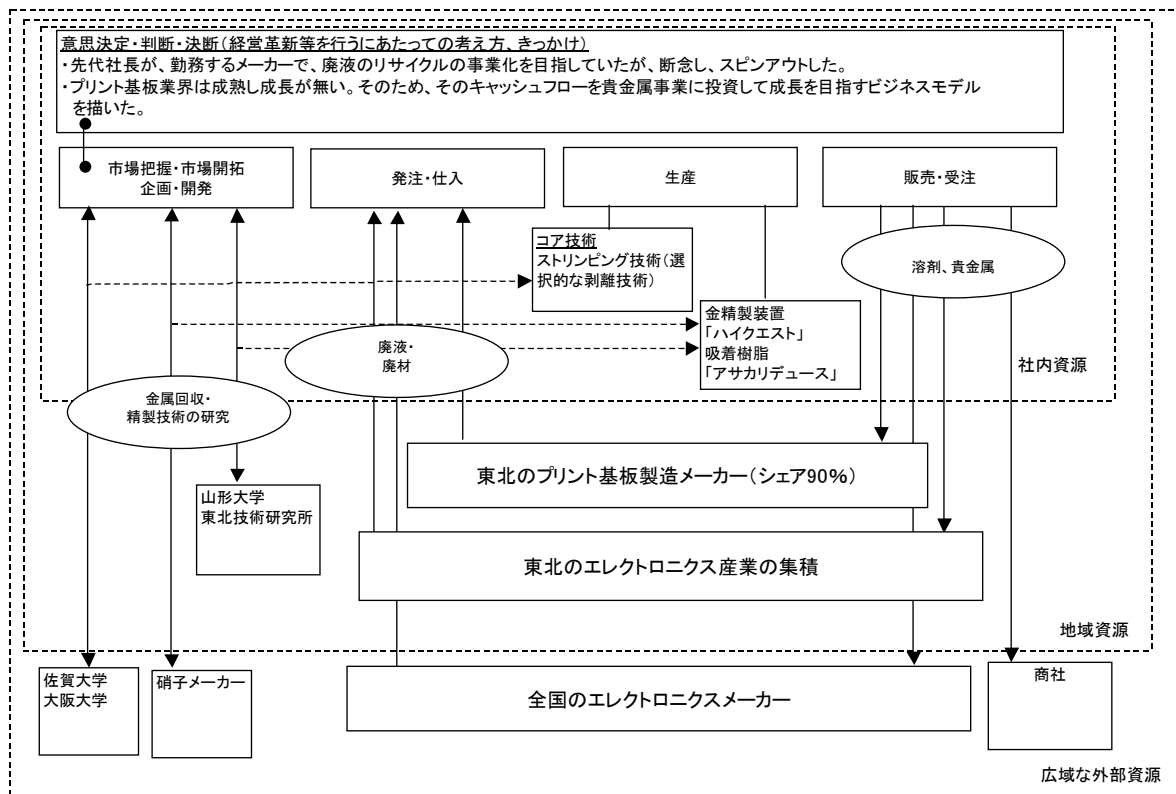 意思決定・判断・決断（経営革新等を行うにあたっての考え方、きっかけ）
・先代社長が、勤務するメーカーで、廃液のリサイクルの事業化を目指していたが、断念し、スピンアウトした。
・プリント基板業界は成熟し成長が無い。そのため、そのキャッシュフローを貴金属事業に投資して成長を目指すビジネスモデル
を描いた。
市場把握・市場開拓
企画・開発
発注・仕入
生産
販売・受注
コア技術
ストリンピング技術（選
択的な剥離技術）
溶剤、貴金属
金精製装置
「ハイクエスト」
吸着樹脂
「アサカリデュース」
廃液・
廃材
社内資源
金属回収・
精製技術の研究
東北のプリント基板製造メーカー（シェア90%）
山形大学
東北技術研究所
東北のエレクトロニクス産業の集積
地域資源
佐賀大学
大阪大学
硝子メーカー
全国のエレクトロニクスメーカー
商社
広域な外部資源